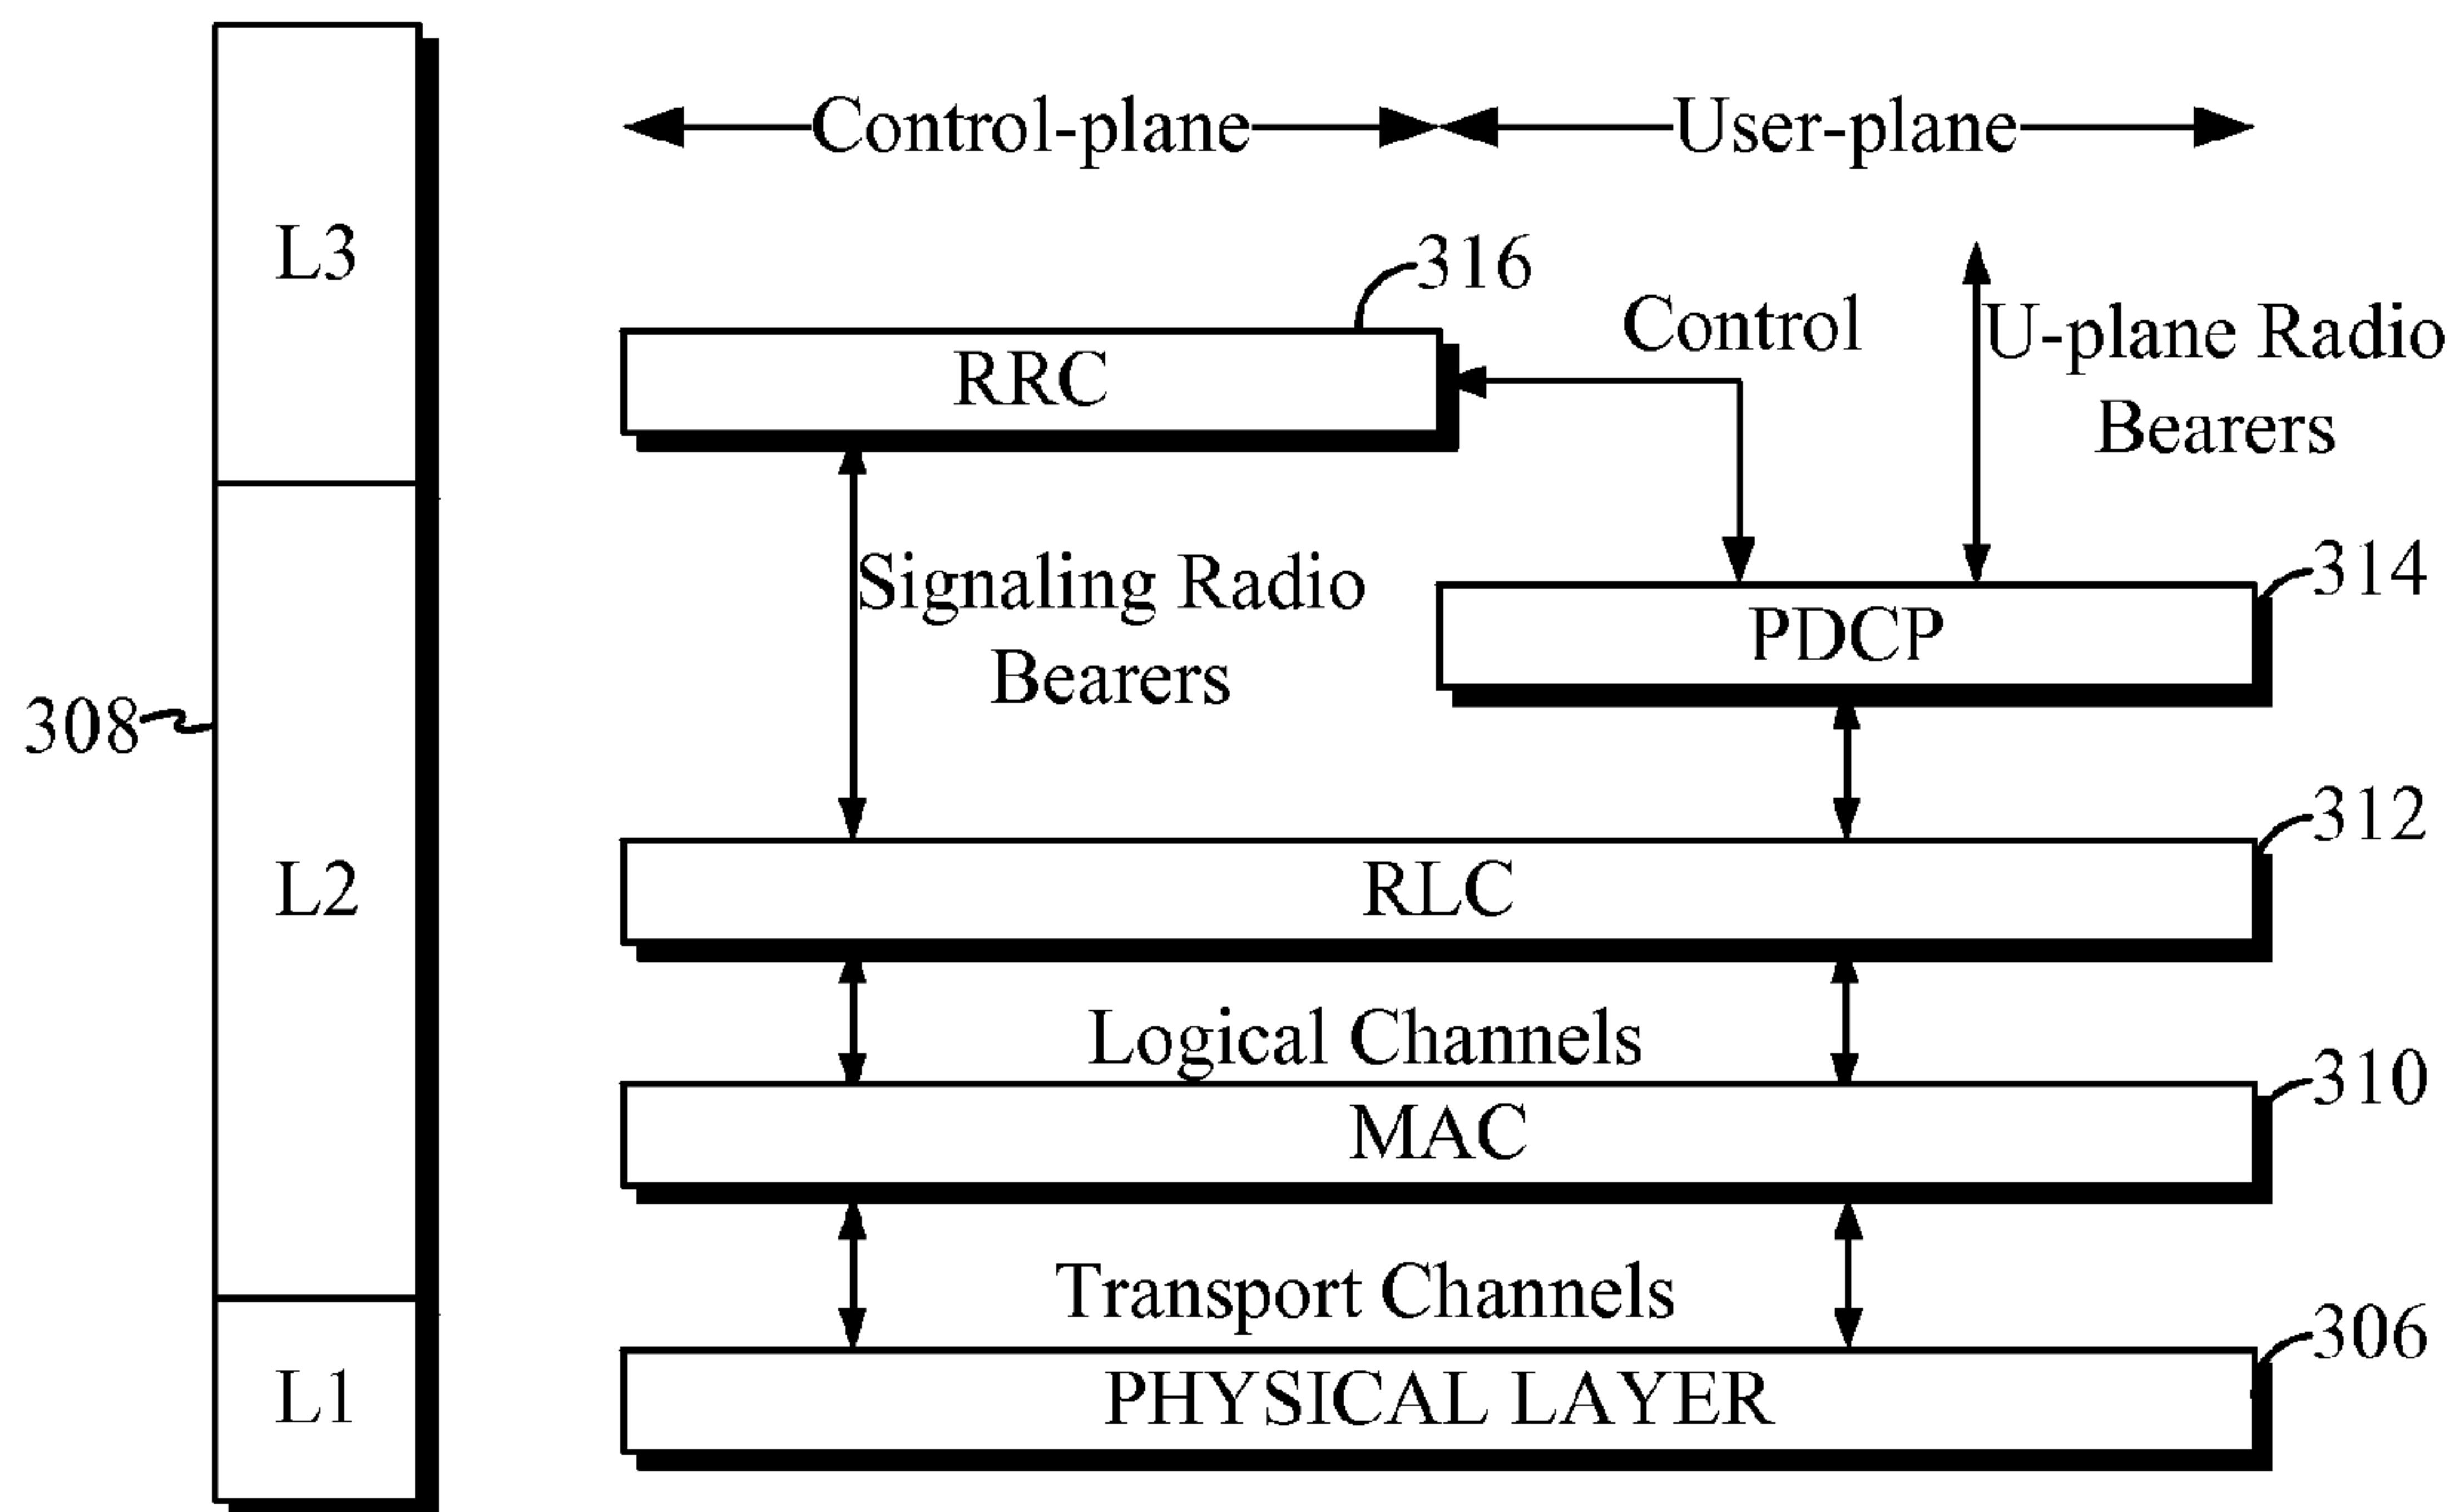 Control-plane
User-plane
L3
316
RRC
Control
U-plane Radio
Bearers
Signaling Radio
Bearers
314
PDCP
308
312
L2
RLC
Logical Channels
310
MAC
Transport Channels
306
L1
PHYSICAL LAYER